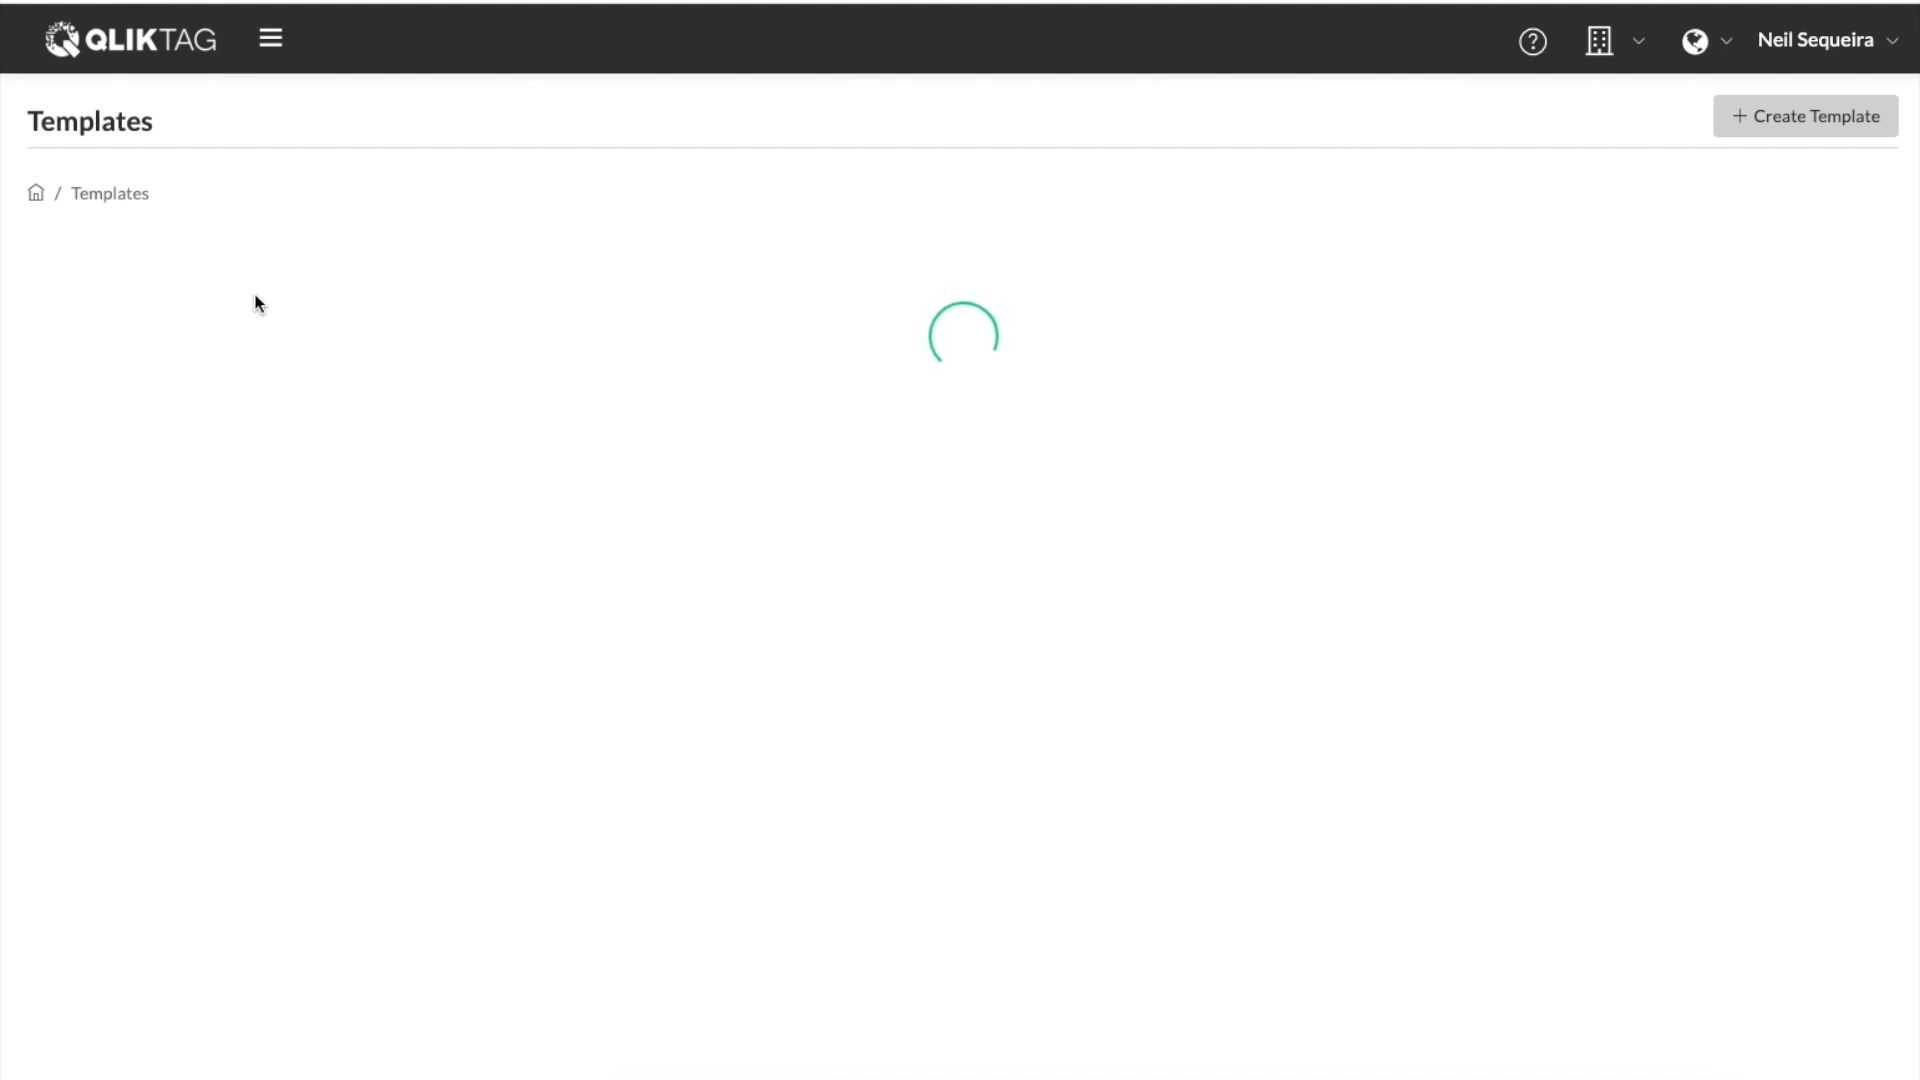 QLIKTAG
Neil Sequeira
Templates
+ Create Template
/ Templates